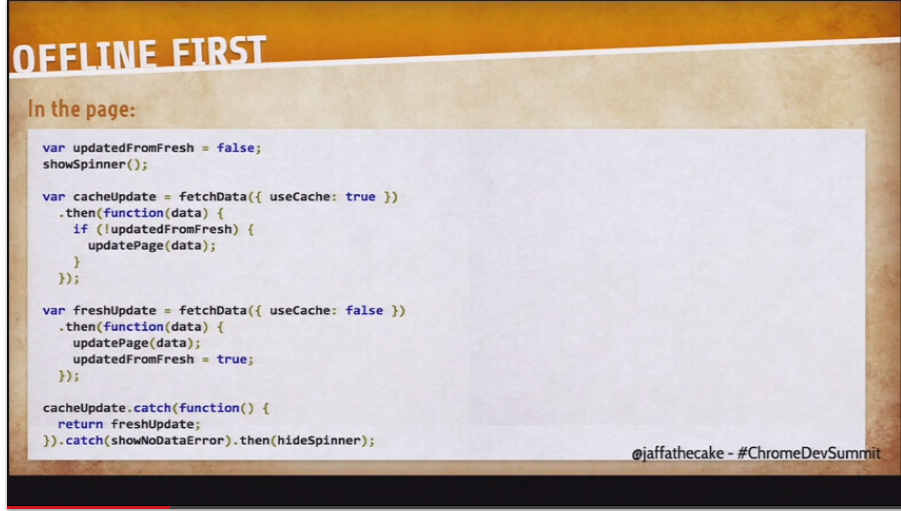 OFFLINE FIRST
In the page:
var updatedFromFresh = false;
showSpinner();
var cacheUpdate = fetchData({ useCache: true })
.then(function(data) {
if (!updatedFromFresh) {
updatePage(data);
}
});
var freshUpdate = fetchData({ useCache: false })
.then(function(data) {
updatePage(data);
updatedFromFresh = true;
});
cacheUpdate.catch(function() {
return freshUpdate;
}).catch(showNoDataError).then(hideSpinner);
@jaffathecake - #ChromeDevSummit